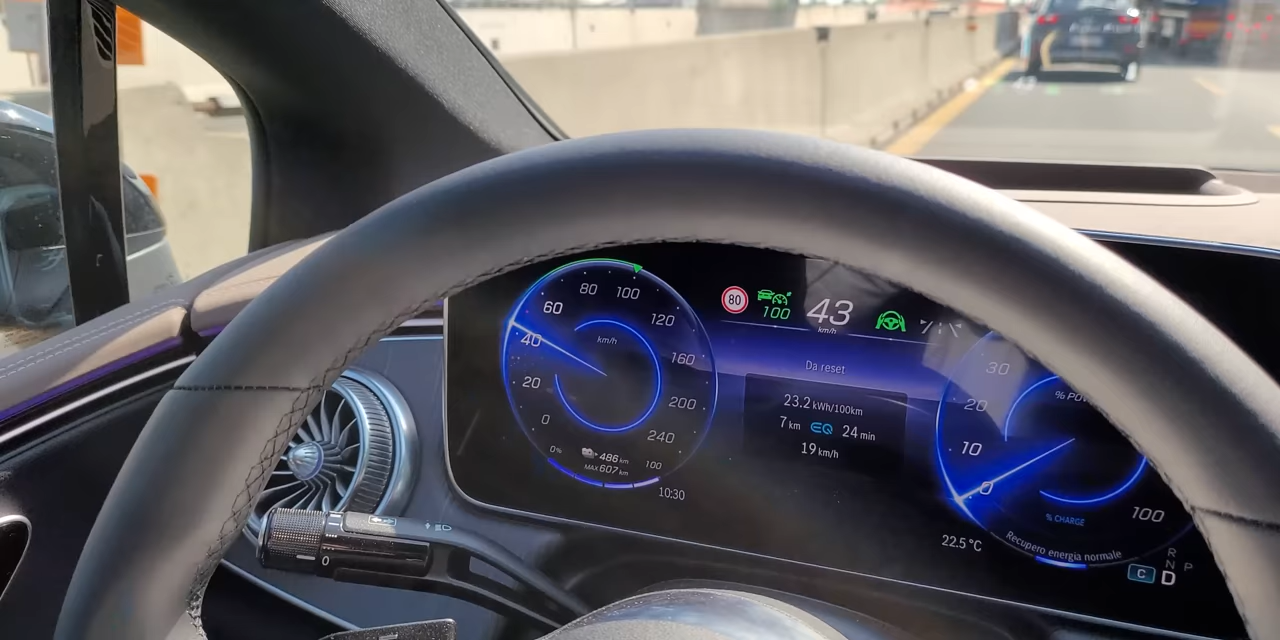 80
100
43
km/h
0
20
40
60
80
100
120
160
200
240
km/h
486 km
MAX 607 km
0%
100
10:30
Da reset
23.2 kWh/100km
7 km EQ 24 min
19 km/h
30
20
10
0
100
% CHARGE
Recupero energia normale
22.5 °C
R
N P
C D
0